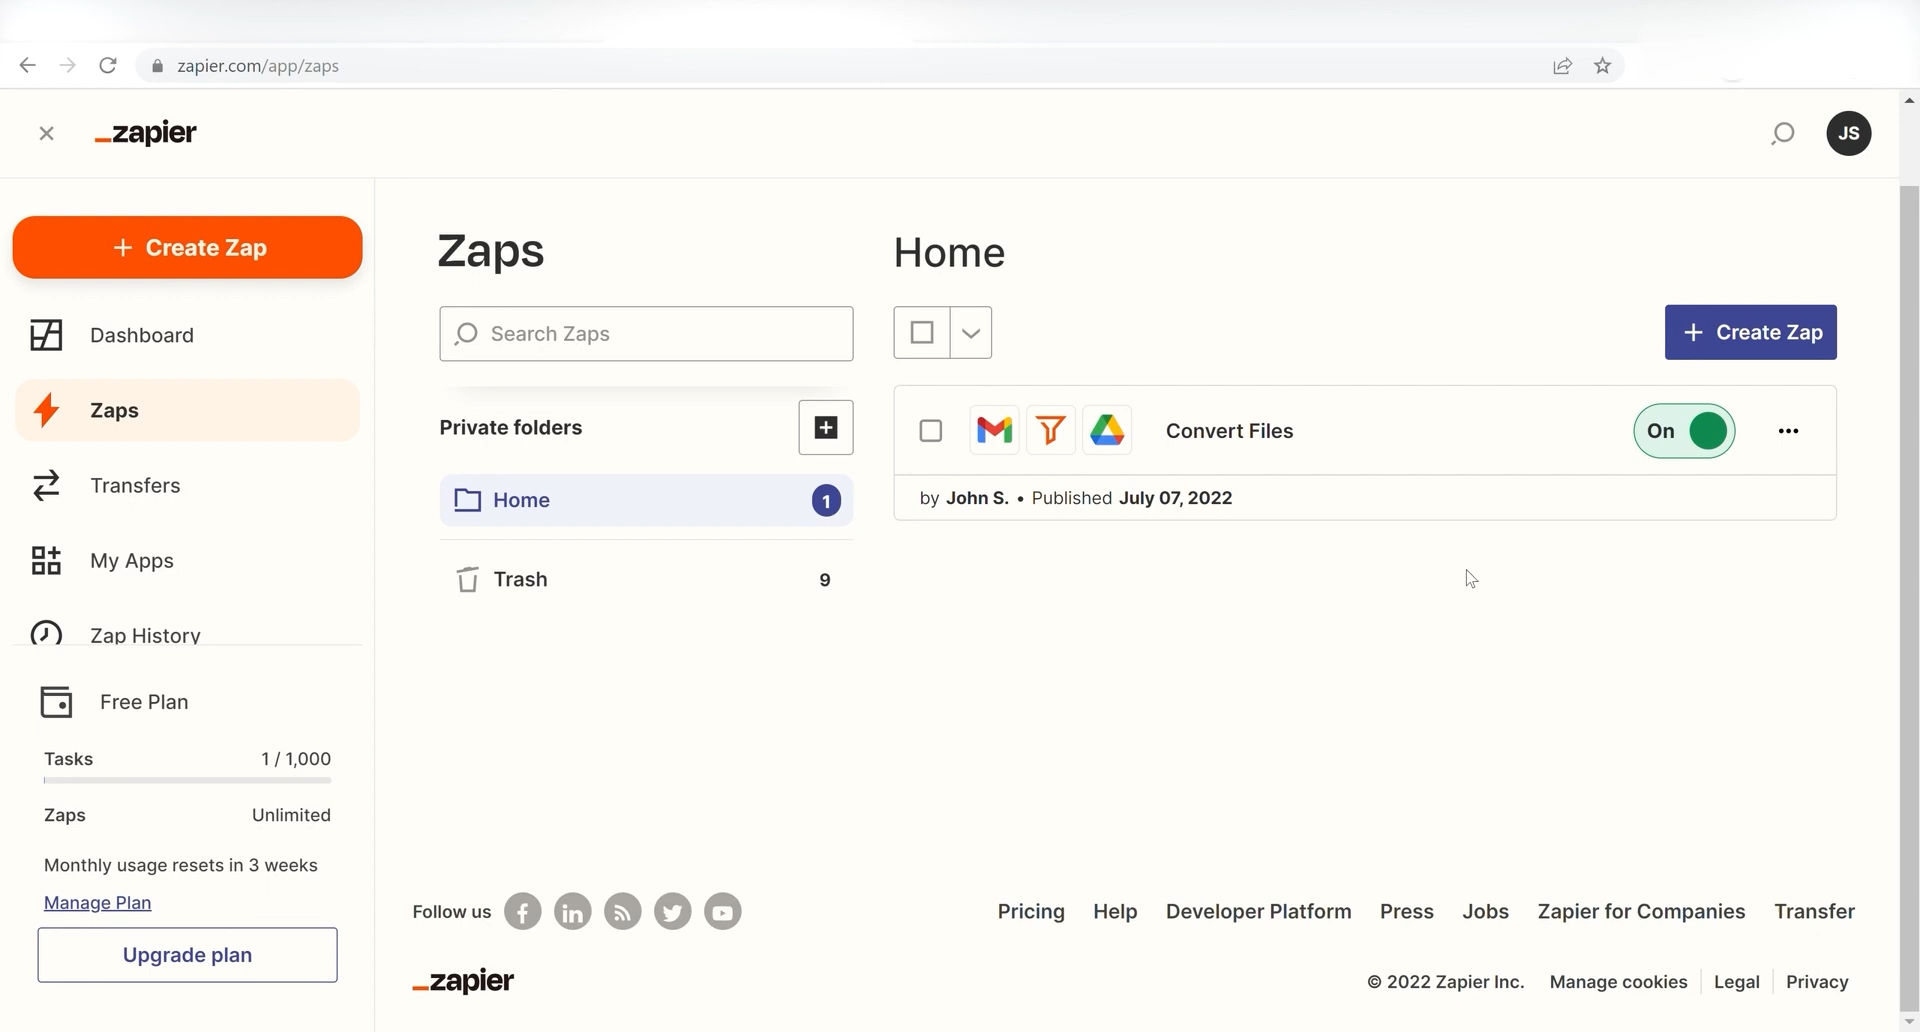 zapier.com/app/zaps
zapier
JS
+ Create Zap
Dashboard
Zaps
Transfers
My Apps
Zap History
Free Plan
Tasks 1 / 1,000
Zaps Unlimited
Monthly usage resets in 3 weeks
Manage Plan
Upgrade plan
Zaps
Search Zaps
Private folders
Home 1
Trash 9
Home
+ Create Zap
Convert Files On
by John S. • Published July 07, 2022
Follow us
Pricing Help Developer Platform Press Jobs Zapier for Companies Transfer
zapier
© 2022 Zapier Inc. Manage cookies Legal Privacy